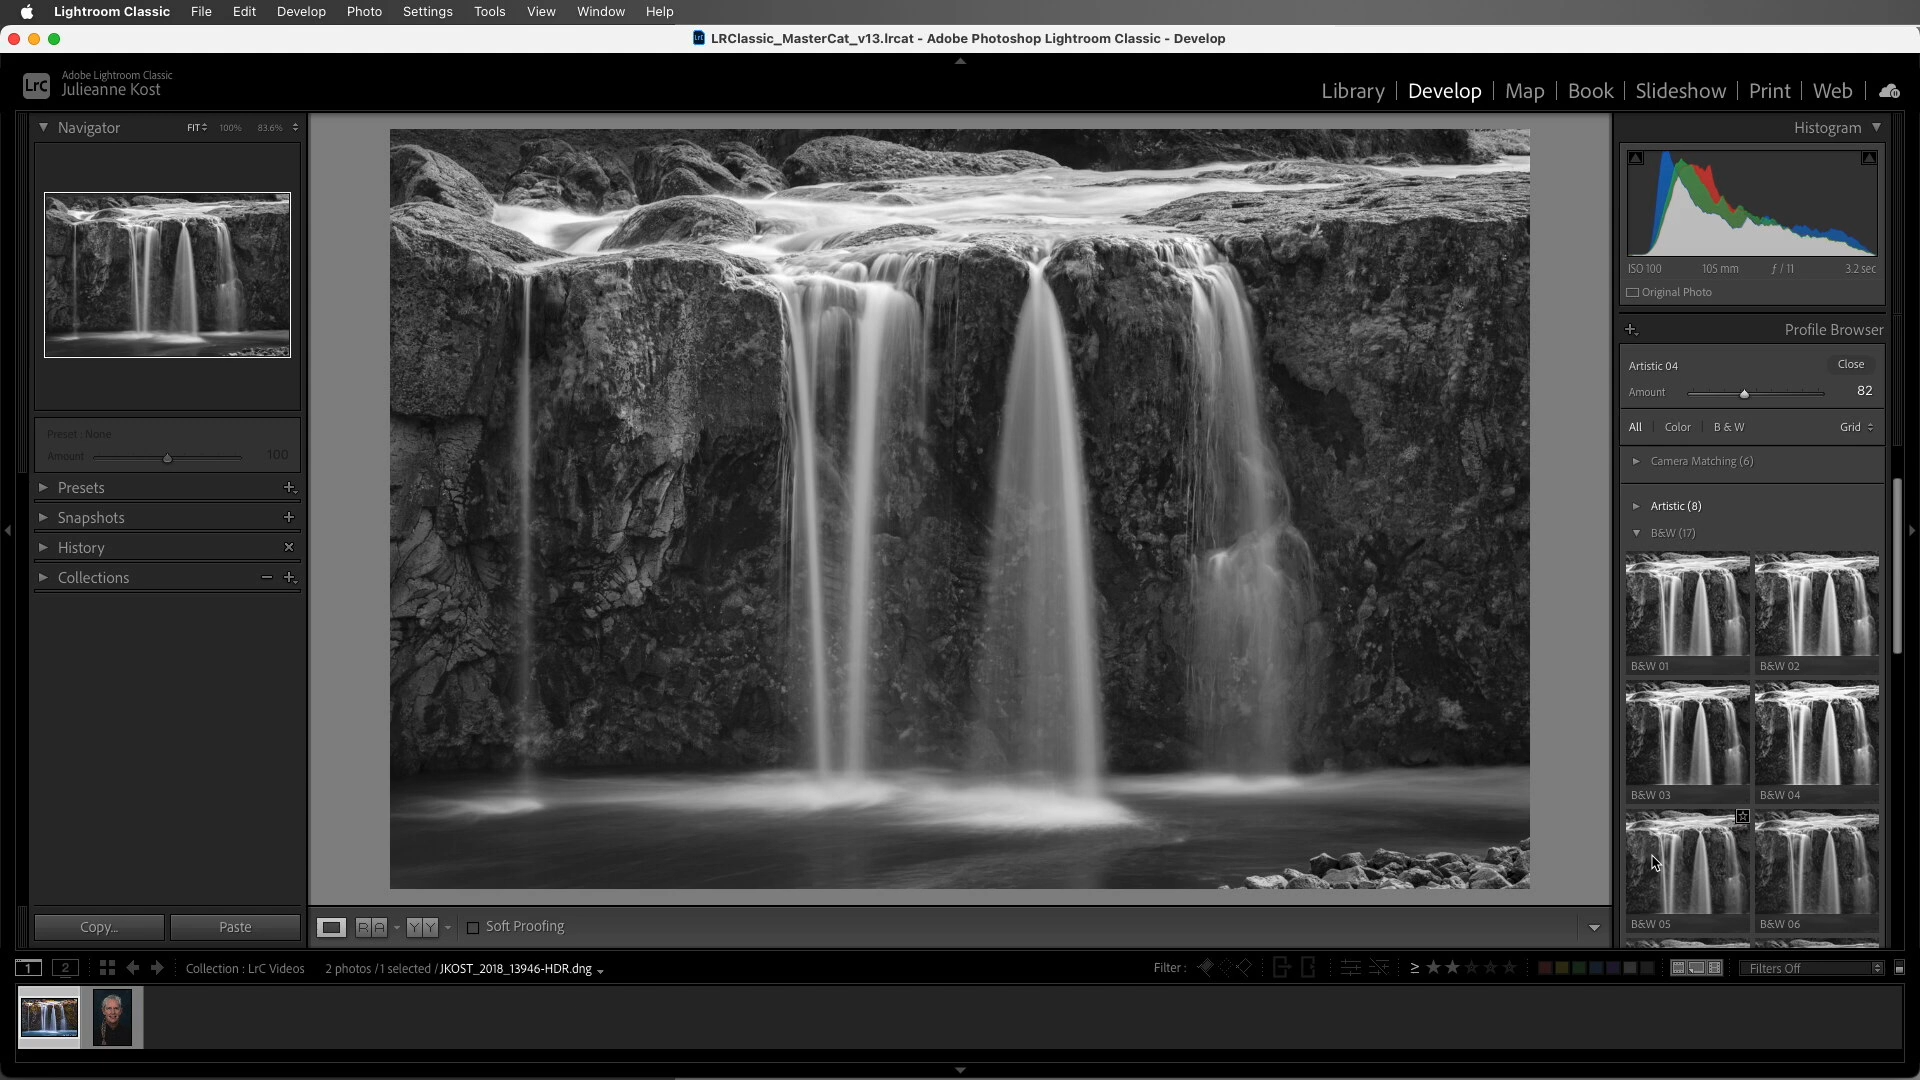 Lightroom Classic File Edit Develop Photo Settings Tools View Window Help
LRClassic_MasterCat_v13.lrcat - Adobe Photoshop Lightroom Classic - Develop
LrC
Adobe Lightroom Classic
Julieanne Kost
Library | Develop | Map | Book | Slideshow | Print | Web
Navigator FIT 100% 83.6%
Preset : None
Amount 100
Presets
Snapshots
History
Collections
Copy... Paste
Soft Proofing
Histogram
ISO 100 105 mm ƒ / 11 3.2 sec
Original Photo
Profile Browser
Artistic 04 Close
Amount 82
All | Color | B & W Grid
Camera Matching (6)
Artistic (8)
B&W (17)
B&W 01 B&W 02
B&W 03 B&W 04
B&W 05 B&W 06
1 2 Collection : LrC Videos 2 photos / 1 selected / JKOST_2018_13946-HDR.dng Filter : ≥ Filters Off